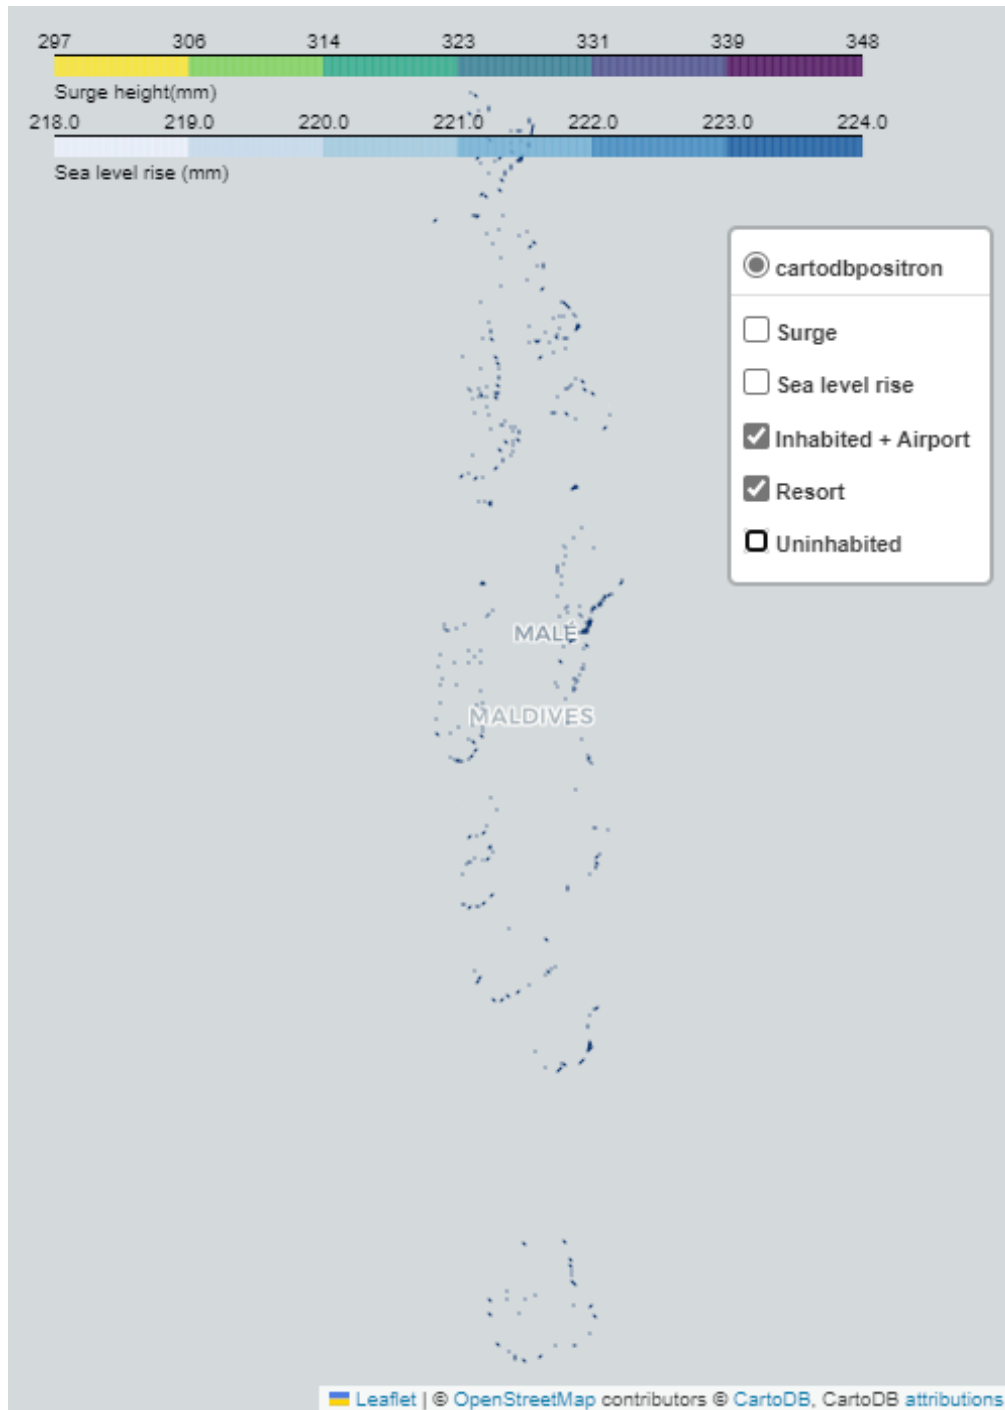 297 306 314 323 331 339 348
Surge height(mm)
218.0 219.0 220.0 221.0 222.0 223.0 224.0
Sea level rise (mm)
cartodbpositron
Surge
Sea level rise
Inhabited + Airport
Resort
Uninhabited
MALÉ
MALDIVES
Leaflet | © OpenStreetMap contributors © CartoDB, CartoDB attributions